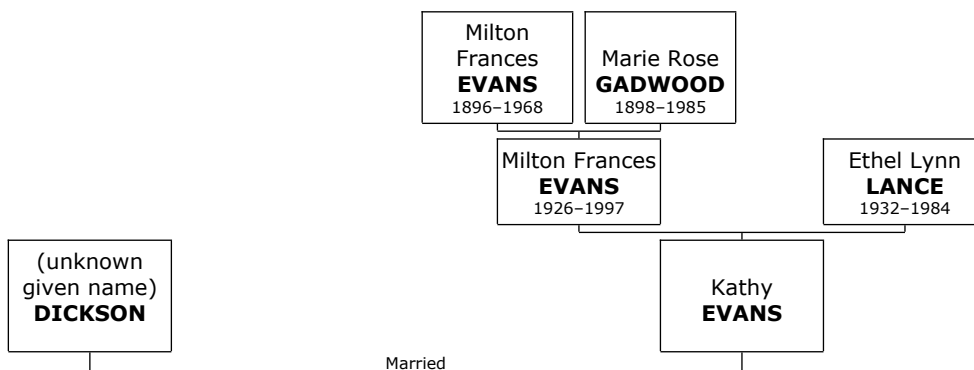 Milton
Frances
EVANS
1896–1968
Marie Rose
GADWOOD
1898–1985
Milton Frances
EVANS
1926–1997
Ethel Lynn
LANCE
1932–1984
(unknown
given name)
DICKSON
Kathy
EVANS
Married